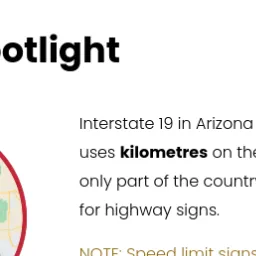 otlight
Interstate 19 in Arizona
uses kilometres on the
only part of the country
for highway signs.
NOTE: Speed limit signs